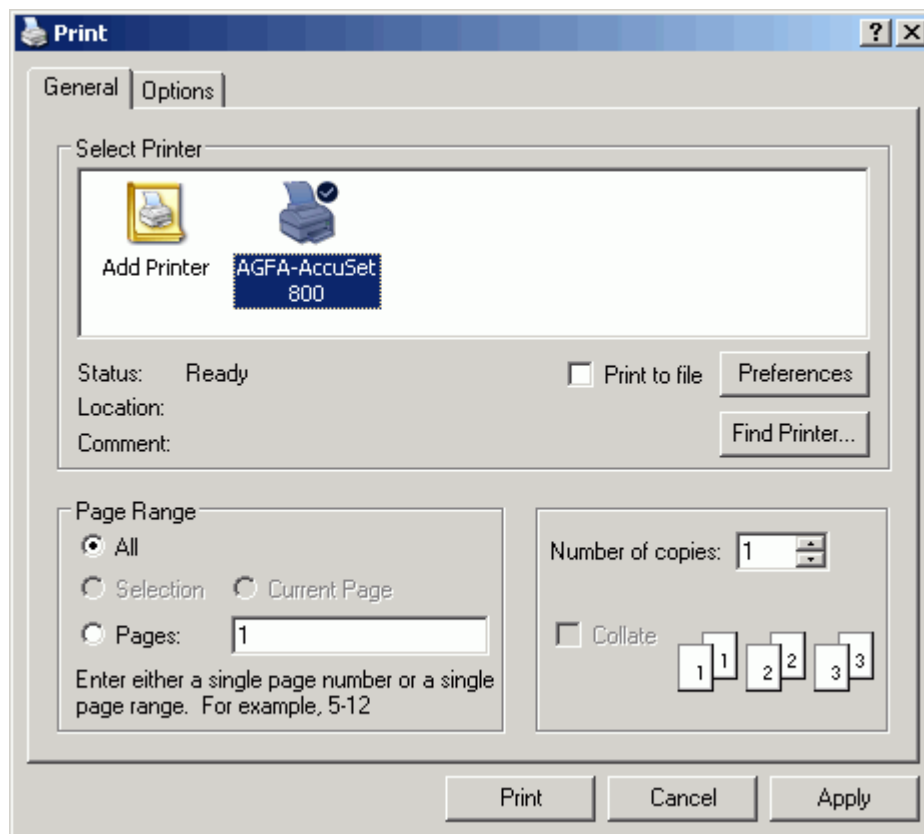 Print
General Options
Select Printer
Add Printer AGFA-AccuSet
800
Status: Ready
Print to file Preferences
Location:
Comment:
Find Printer...
Page Range
All
Selection Current Page
Pages: 1
Enter either a single page number or a single
page range. For example, 5-12
Number of copies: 1
Collate
1 1 2 2 3 3
Print Cancel Apply